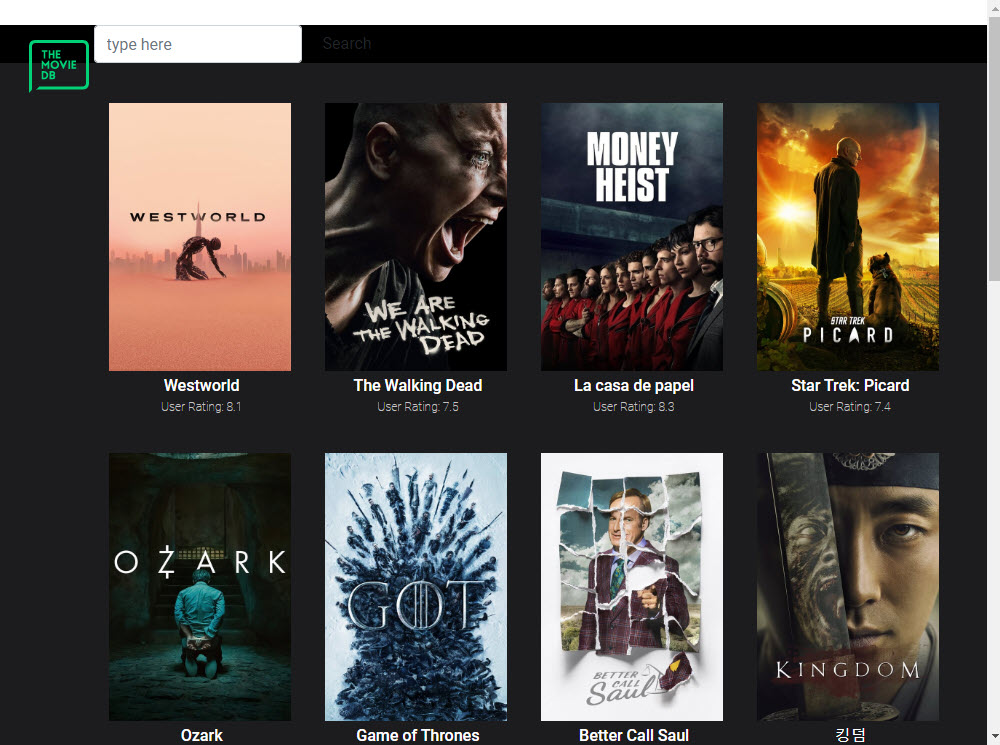 THE
MOVIE
DB
type here
Search
WESTWORLD
WE ARE
THE WALKING
DEAD
MONEY
HEIST
STAR TREK
PICARD
Westworld
The Walking Dead
La casa de papel
Star Trek: Picard
User Rating: 8.1
User Rating: 7.5
User Rating: 8.3
User Rating: 7.4
OZARK
GOT
BETTER
CALL
Saul
KINGDOM
Ozark
Game of Thrones
Better Call Saul
킹덤